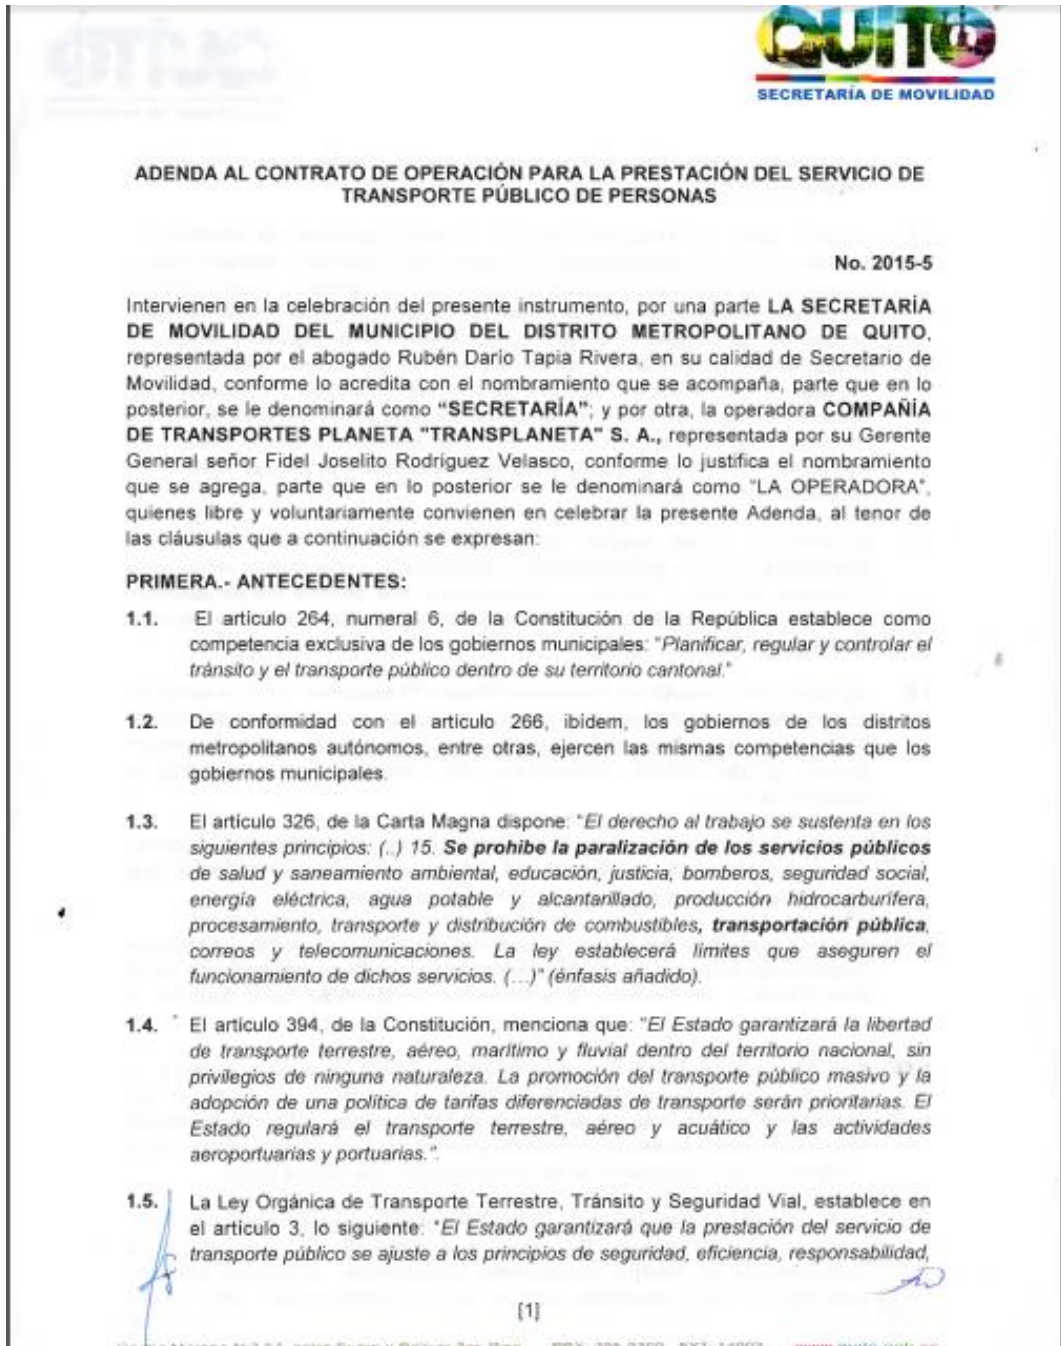 QUITO
SECRETARÍA DE MOVILIDAD
ADENDA AL CONTRATO DE OPERACIÓN PARA LA PRESTACIÓN DEL SERVICIO DE
TRANSPORTE PÚBLICO DE PERSONAS
No. 2015-5
Intervienen en la celebración del presente instrumento, por una parte LA SECRETARÍA
DE MOVILIDAD DEL MUNICIPIO DEL DISTRITO METROPOLITANO DE QUITO,
representada por el abogado Rubén Darío Tapia Rivera, en su calidad de Secretario de
Movilidad, conforme lo acredita con el nombramiento que se acompaña, parte que en lo
posterior, se le denominará como “SECRETARÍA”; y por otra, la operadora COMPAÑÍA
DE TRANSPORTES PLANETA "TRANSPLANETA" S. A., representada por su Gerente
General señor Fidel Joselito Rodríguez Velasco, conforme lo justifica el nombramiento
que se agrega, parte que en lo posterior se le denominará como “LA OPERADORA”,
quienes libre y voluntariamente convienen en celebrar la presente Adenda, al tenor de
las cláusulas que a continuación se expresan:
PRIMERA.- ANTECEDENTES:
1.1. El artículo 264, numeral 6, de la Constitución de la República establece como
competencia exclusiva de los gobiernos municipales: “Planificar, regular y controlar el
tránsito y el transporte público dentro de su territorio cantonal.”
1.2. De conformidad con el artículo 266, ibídem, los gobiernos de los distritos
metropolitanos autónomos, entre otras, ejercen las mismas competencias que los
gobiernos municipales.
1.3. El artículo 326, de la Carta Magna dispone: “El derecho al trabajo se sustenta en los
siguientes principios: (..) 15. Se prohibe la paralización de los servicios públicos
de salud y saneamiento ambiental, educación, justicia, bomberos, seguridad social,
energía eléctrica, agua potable y alcantarillado, producción hidrocarburífera,
procesamiento, transporte y distribución de combustibles, transportación pública,
correos y telecomunicaciones. La ley establecerá límites que aseguren el
funcionamiento de dichos servicios. (...)” (énfasis añadido).
1.4. El artículo 394, de la Constitución, menciona que: “El Estado garantizará la libertad
de transporte terrestre, aéreo, marítimo y fluvial dentro del territorio nacional, sin
privilegios de ninguna naturaleza. La promoción del transporte público masivo y la
adopción de una política de tarifas diferenciadas de transporte serán prioritarias. El
Estado regulará el transporte terrestre, aéreo y acuático y las actividades
aeroportuarias y portuarias.”.
1.5. La Ley Orgánica de Transporte Terrestre, Tránsito y Seguridad Vial, establece en
el artículo 3, lo siguiente: “El Estado garantizará que la prestación del servicio de
transporte público se ajuste a los principios de seguridad, eficiencia, responsabilidad,
[1]